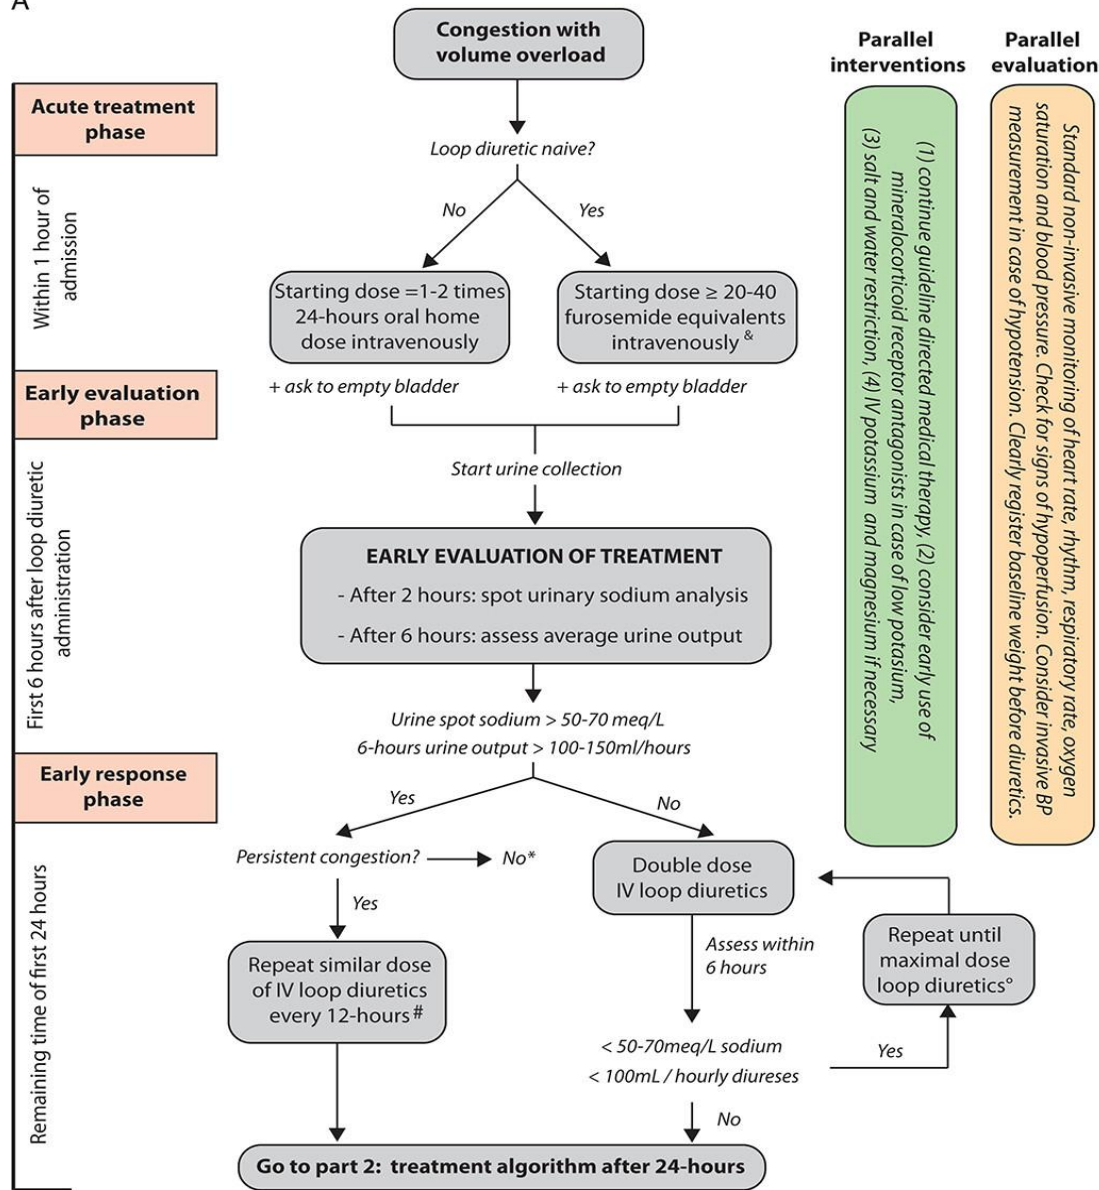 A
Congestion with
volume overload
Parallel
interventions
Parallel
evaluation
Acute treatment
phase
Loop diuretic naive?
Within 1 hour of
admission
No
Yes
Starting dose =1-2 times
24-hours oral home
dose intravenously
Starting dose ≥ 20-40
furosemide equivalents
intravenously &
+ ask to empty bladder
+ ask to empty bladder
Early evaluation
phase
Start urine collection
First 6 hours after loop diuretic
administration
EARLY EVALUATION OF TREATMENT
- After 2 hours: spot urinary sodium analysis
- After 6 hours: assess average urine output
Urine spot sodium > 50-70 meq/L
6-hours urine output > 100-150ml/hours
Early response
phase
Yes
No
Remaining time of first 24 hours
Persistent congestion?
No*
Yes
Repeat similar dose
of IV loop diuretics
every 12-hours #
Double dose
IV loop diuretics
Assess within
6 hours
Repeat until
maximal dose
loop diuretics°
< 50-70meq/L sodium
< 100mL / hourly diureses
Yes
No
Go to part 2: treatment algorithm after 24-hours
(1) continue guideline directed medical therapy, (2) consider early use of
mineralocorticoid receptor antagonists in case of low potasium,
(3) salt and water restriction, (4) IV potassium and magnesium if necessary
Standard non-invasive monitoring of heart rate, rhythm, respiratory rate, oxygen
saturation and blood pressure. Check for signs of hypoperfusion. Consider invasive BP
measurement in case of hypotension. Clearly register baseline weight before diuretics.